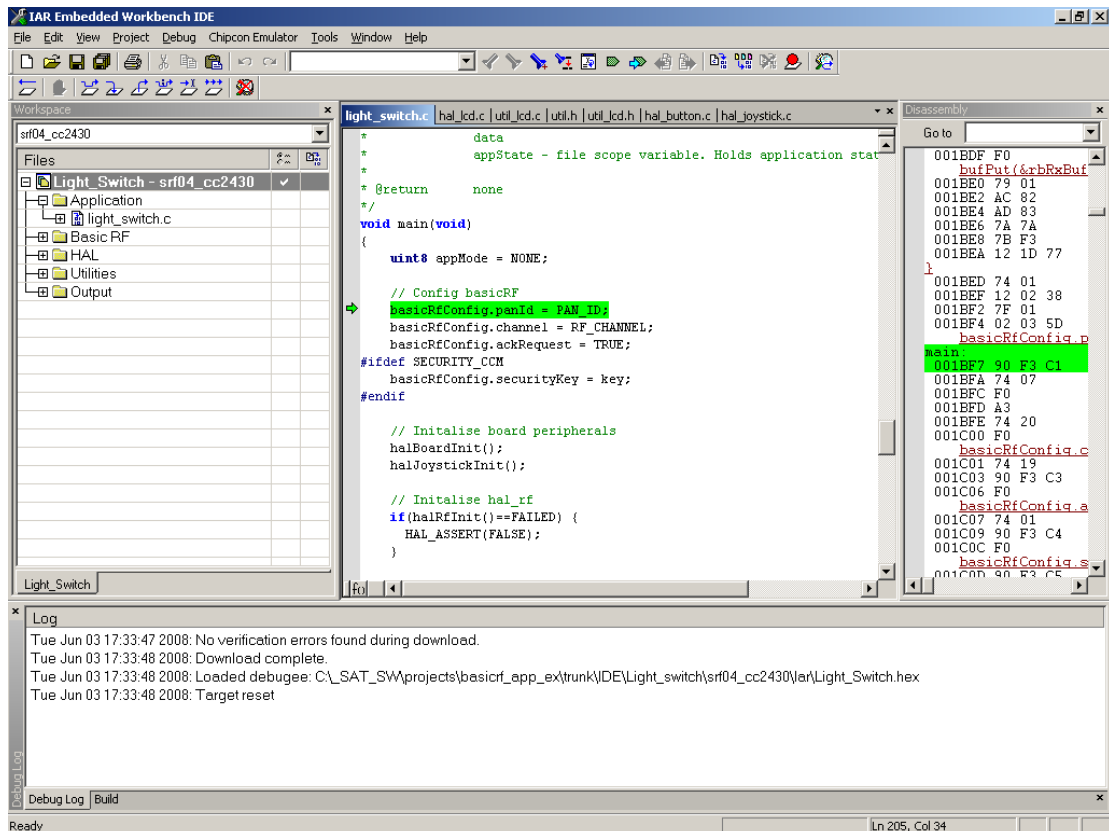 IAR Embedded Workbench IDE
File Edit View Project Debug Chipcon Emulator Tools Window Help
Workspace
srf04_cc2430
Files
Light_Switch - srf04_cc2430
Application
light_switch.c
Basic RF
HAL
Utilities
Output
Light_Switch
light_switch.c hal_lcd.c util_lcd.c util.h util_lcd.h hal_button.c hal_joystick.c
* data
* appState - file scope variable. Holds application stat
*
* @return none
*/
void main(void)
{
uint8 appMode = NONE;
// Config basicRF
basicRfConfig.panId = PAN_ID;
basicRfConfig.channel = RF_CHANNEL;
basicRfConfig.ackRequest = TRUE;
#ifdef SECURITY_CCM
basicRfConfig.securityKey = key;
#endif
// Initalise board peripherals
halBoardInit();
halJoystickInit();
// Initalise hal_rf
if(halRfInit()==FAILED) {
HAL_ASSERT(FALSE);
}
fo
Disassembly
Go to
001BDF F0
bufPut(&rbRxBuf
001BE0 79 01
001BE2 AC 82
001BE4 AD 83
001BE6 7A 7A
001BE8 7B F3
001BEA 12 1D 77
}
001BED 74 01
001BEF 12 02 38
001BF2 7F 01
001BF4 02 03 5D
basicRfConfig.p
main:
001BF7 90 F3 C1
001BFA 74 07
001BFC F0
001BFD A3
001BFE 74 20
001C00 F0
basicRfConfig.c
001C01 74 19
001C03 90 F3 C3
001C06 F0
basicRfConfig.a
001C07 74 01
001C09 90 F3 C4
001C0C F0
basicRfConfig.s
001C0D 90 F3 C5
Log
Tue Jun 03 17:33:47 2008: No verification errors found during download.
Tue Jun 03 17:33:48 2008: Download complete.
Tue Jun 03 17:33:48 2008: Loaded debugee: C:\_SAT_SW\projects\basicrf_app_ex\trunk\IDE\Light_switch\srf04_cc2430\Iar\Light_Switch.hex
Tue Jun 03 17:33:48 2008: Target reset
Debug Log
Debug Log Build
Ready
Ln 205, Col 34